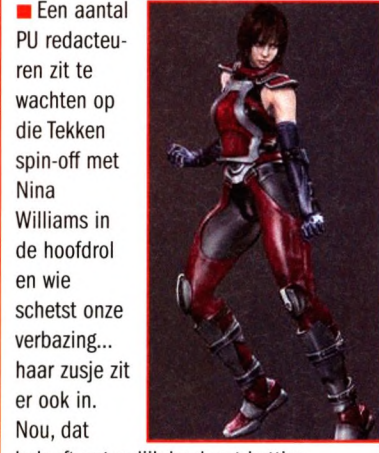 Een aantal
PU redacteu-
ren zit te
wachten op
die Tekken
spin-off met
Nina
Williams in
de hoofdrol
en wie
schetst onze
verbazing...
haar zusje zit
er ook in.
Nou, dat